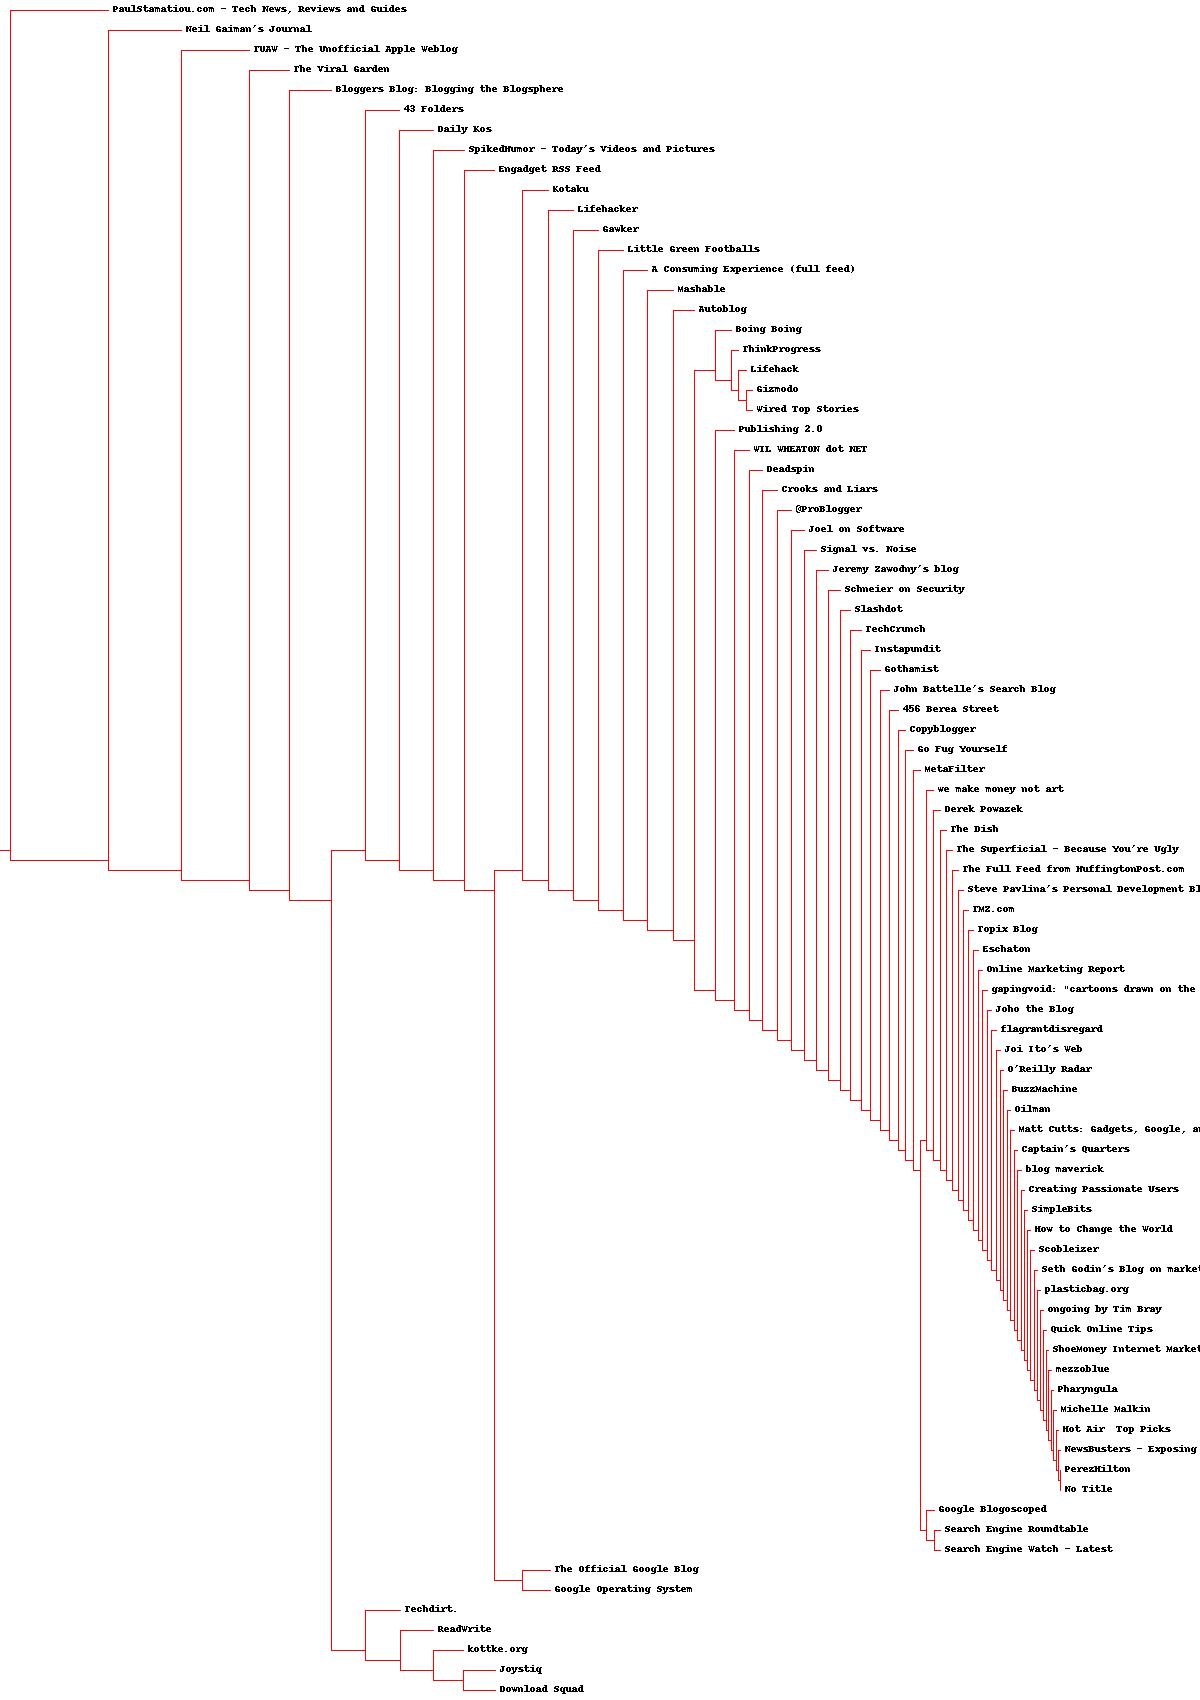 PaulStamatiou.com - Tech News, Reviews and Guides
Neil Gaiman's Journal
TUAW - The Unofficial Apple Weblog
The Viral Garden
Bloggers Blog: Blogging the Blogsphere
43 Folders
Daily Kos
SpikedHumor - Today's Videos and Pictures
Engadget RSS Feed
Kotaku
Lifehacker
Gawker
Little Green Footballs
A Consuming Experience (full feed)
Mashable
Autoblog
Boing Boing
ThinkProgress
Lifehack
Gizmodo
Wired Top Stories
Publishing 2.0
WIL WHEATON dot NET
Deadspin
Crooks and Liars
@ProBlogger
Joel on Software
Signal vs. Noise
Jeremy Zawodny's blog
Schneier on Security
Slashdot
TechCrunch
Instapundit
Gothamist
John Battelle's Search Blog
456 Berea Street
Copyblogger
Go Fug Yourself
MetaFilter
we make money not art
Derek Powazek
The Dish
The Superficial - Because You're Ugly
The Full Feed from HuffingtonPost.com
Steve Pavlina's Personal Development Bl
TMZ.com
Topix Blog
Eschaton
Online Marketing Report
gapingvoid: "cartoons drawn on the
Joho the Blog
flagrantdisregard
Joi Ito's Web
O'Reilly Radar
BuzzMachine
Oilman
Matt Cutts: Gadgets, Google, an
Captain's Quarters
blog maverick
Creating Passionate Users
SimpleBits
How to Change the World
Scobleizer
Seth Godin's Blog on market
plasticbag.org
ongoing by Tim Bray
Quick Online Tips
ShoeMoney Internet Market
mezzoblue
Pharyngula
Michelle Malkin
Hot Air  Top Picks
NewsBusters - Exposing
PerezHilton
No Title
Google Blogoscoped
Search Engine Roundtable
Search Engine Watch - Latest
The Official Google Blog
Google Operating System
Techdirt.
ReadWrite
kottke.org
Joystiq
Download Squad